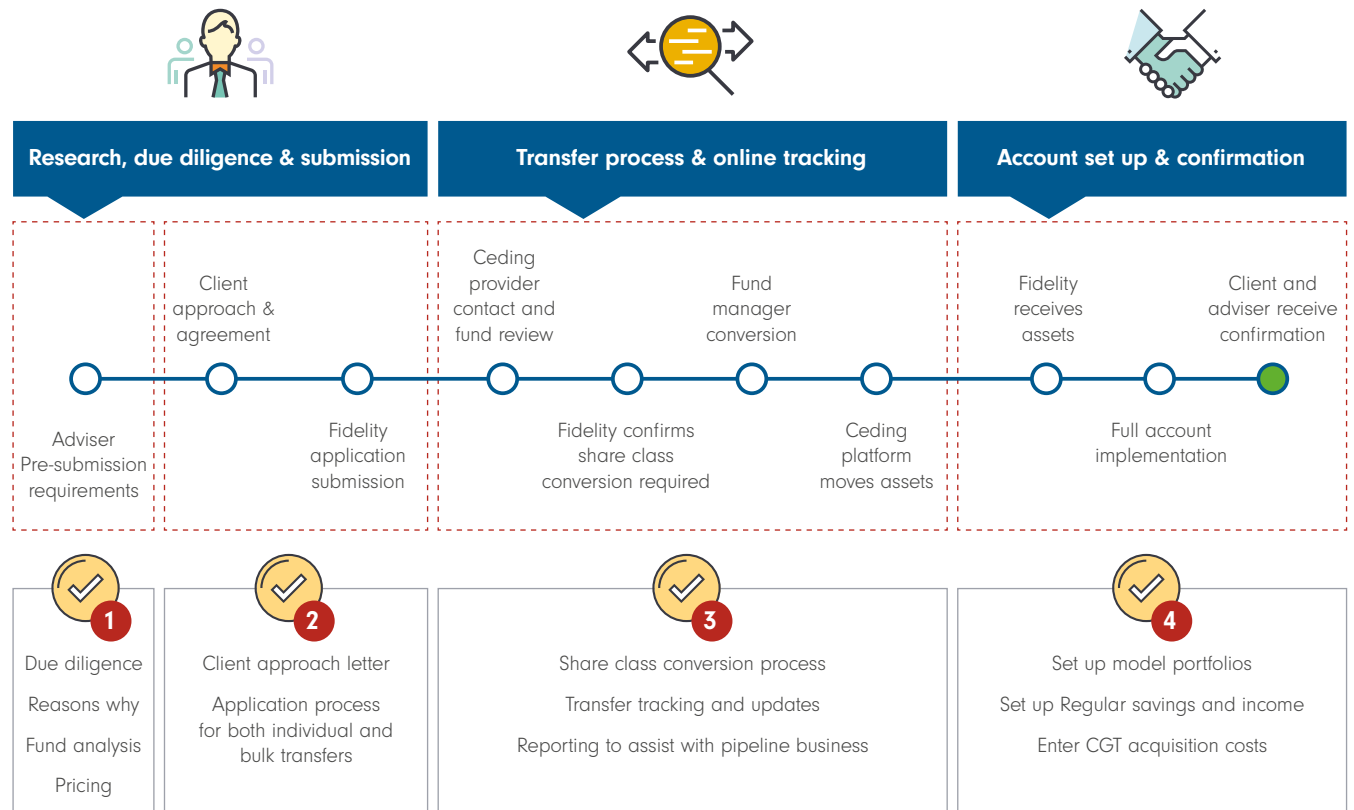 Research, due diligence & submission
Transfer process & online tracking
Account set up & confirmation
Adviser
Pre-submission
requirements
Client
approach &
agreement
Fidelity
application
submission
Ceding
provider
contact and
fund review
Fidelity confirms
share class
conversion required
Fund
manager
conversion
Ceding
platform
moves assets
Fidelity
receives
assets
Full account
implementation
Client and
adviser receive
confirmation
1
Due diligence
Reasons why
Fund analysis
Pricing
2
Client approach letter
Application process
for both individual and
bulk transfers
3
Share class conversion process
Transfer tracking and updates
Reporting to assist with pipeline business
4
Set up model portfolios
Set up Regular savings and income
Enter CGT acquisition costs